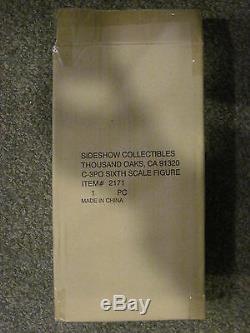 SIDESHOW COLLECTIBLES
THOUSAND OAKS, CA 91320
C-3PO SIXTH SCALE FIGURE
ITEM# 2171
1 PC
MADE IN CHINA